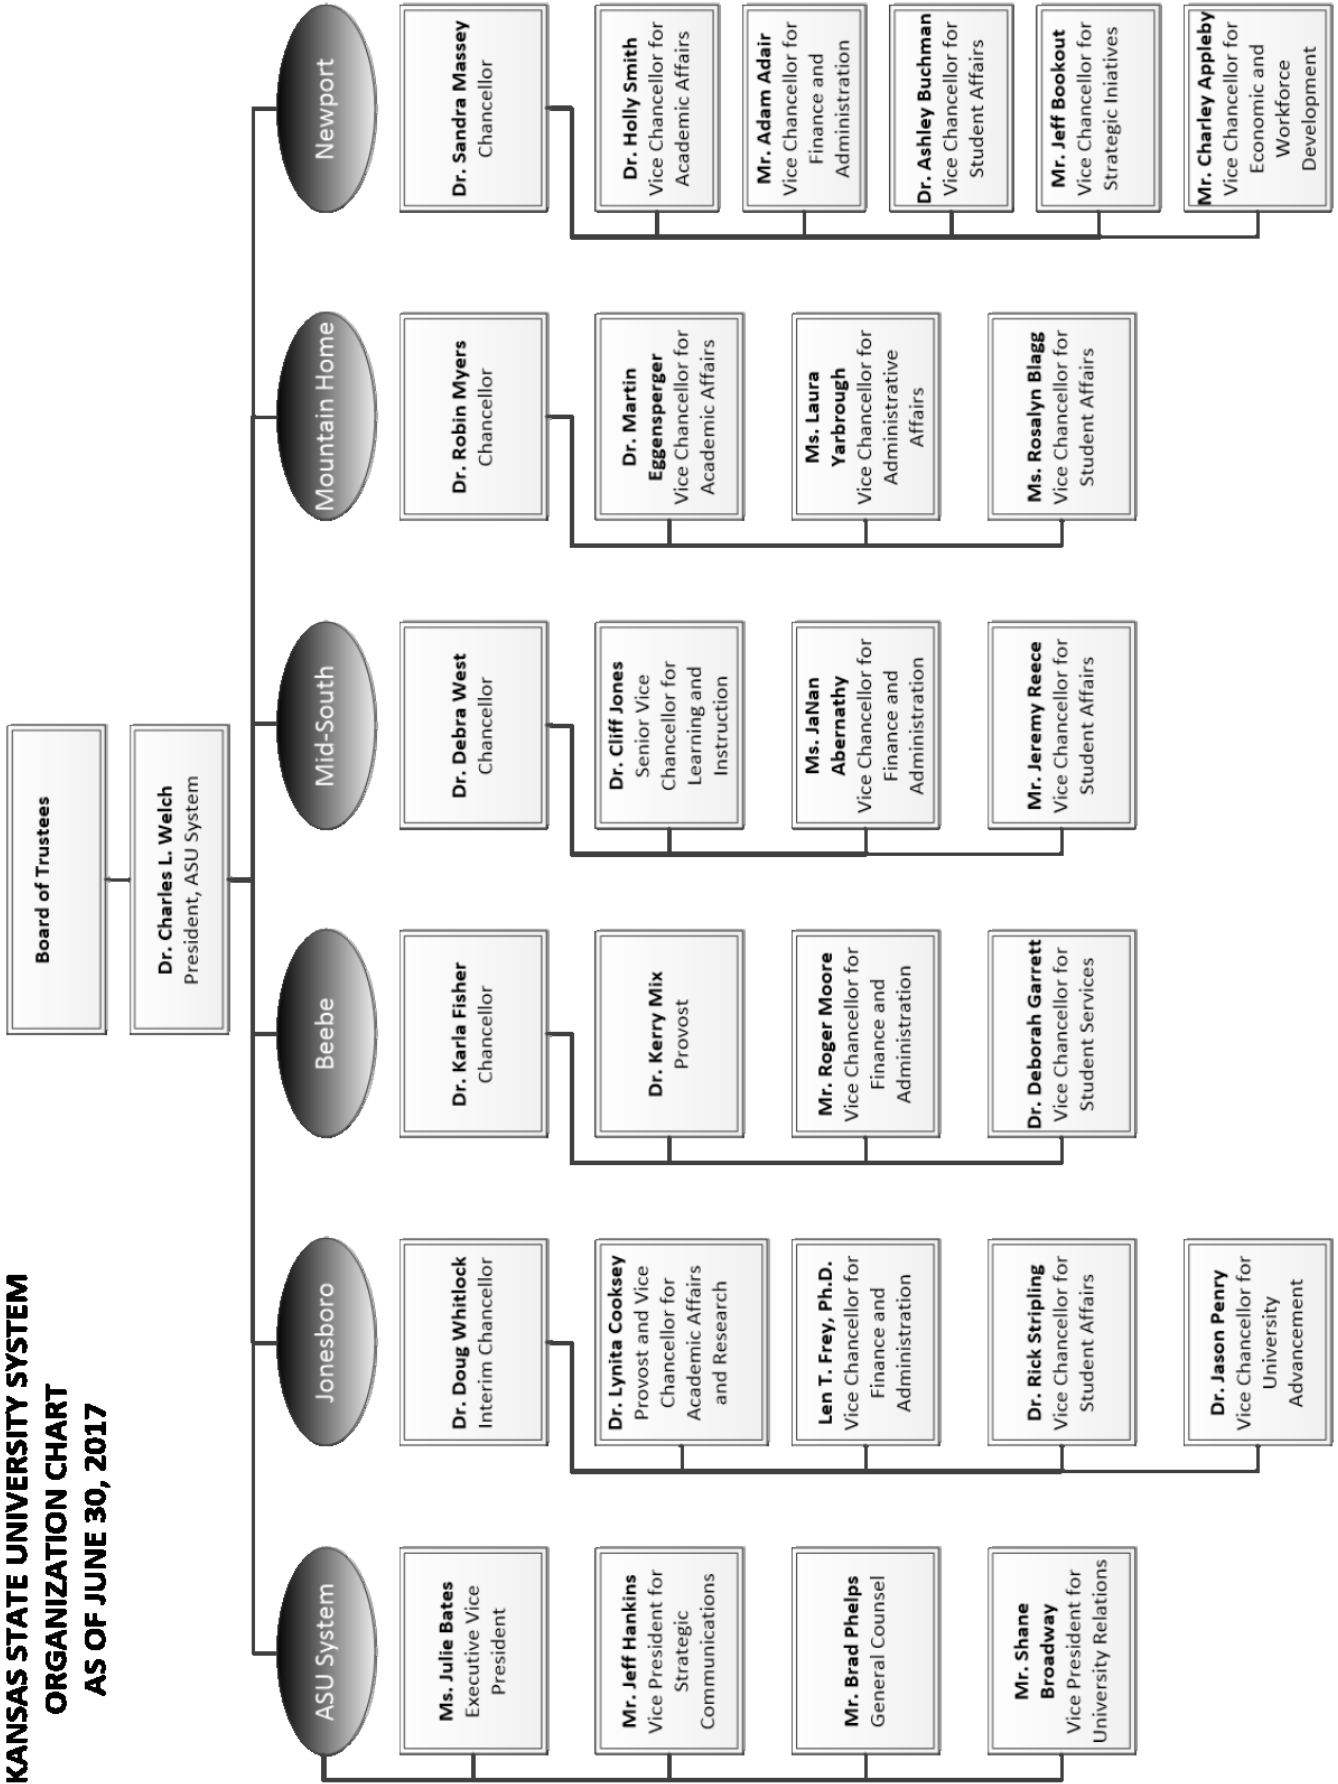 KANSAS STATE UNIVERSITY SYSTEM
ORGANIZATION CHART
AS OF JUNE 30, 2017
Board of Trustees
Dr. Charles L. Welch
President, ASU System
ASU System
Ms. Julie Bates
Executive Vice
President
Mr. Jeff Hankins
Vice President for
Strategic
Communications
Mr. Brad Phelps
General Counsel
Mr. Shane
Broadway
Vice President for
University Relations
Jonesboro
Dr. Doug Whitlock
Interim Chancellor
Dr. Lynita Cooksey
Provost and Vice
Chancellor for
Academic Affairs
and Research
Len T. Frey, Ph.D.
Vice Chancellor for
Finance and
Administration
Dr. Rick Stripling
Vice Chancellor for
Student Affairs
Dr. Jason Penry
Vice Chancellor for
University
Advancement
Beebe
Dr. Karla Fisher
Chancellor
Dr. Kerry Mix
Provost
Mr. Roger Moore
Vice Chancellor for
Finance and
Administration
Dr. Deborah Garrett
Vice Chancellor for
Student Services
Mid-South
Dr. Debra West
Chancellor
Dr. Cliff Jones
Senior Vice
Chancellor for
Learning and
Instruction
Ms. JaNan
Abernathy
Vice Chancellor for
Finance and
Administration
Mr. Jeremy Reece
Vice Chancellor for
Student Affairs
Mountain Home
Dr. Robin Myers
Chancellor
Dr. Martin
Eggensperger
Vice Chancellor for
Academic Affairs
Ms. Laura
Yarbrough
Vice Chancellor for
Administrative
Affairs
Ms. Rosalyn Blagg
Vice Chancellor for
Student Affairs
Newport
Dr. Sandra Massey
Chancellor
Dr. Holly Smith
Vice Chancellor for
Academic Affairs
Mr. Adam Adair
Vice Chancellor for
Finance and
Administration
Dr. Ashley Buchman
Vice Chancellor for
Student Affairs
Mr. Jeff Bookout
Vice Chancellor for
Strategic Iniatives
Mr. Charley Appleby
Vice Chancellor for
Economic and
Workforce
Development